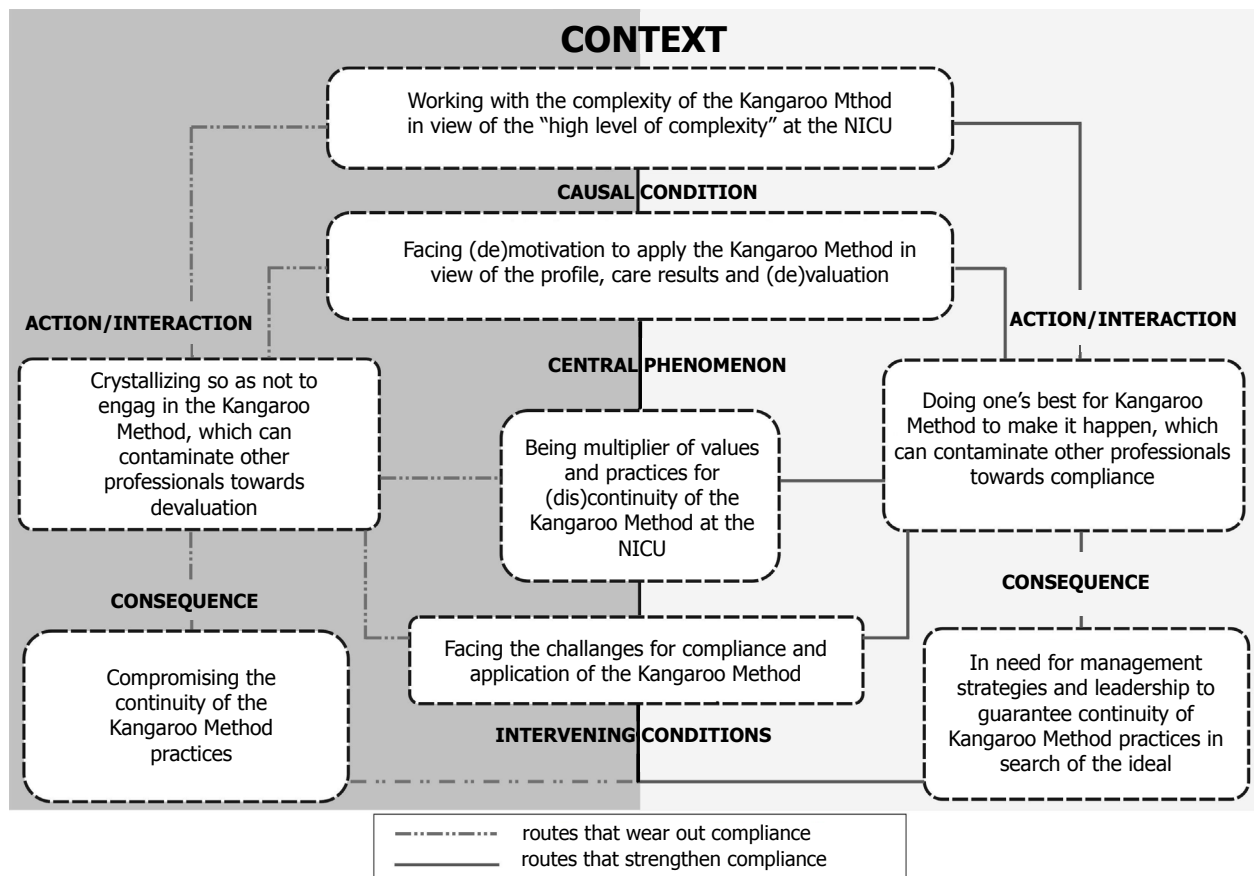 CONTEXT
Working with the complexity of the Kangaroo Mthod
in view of the “high level of complexity” at the NICU
CAUSAL CONDITION
Facing (de)motivation to apply the Kangaroo Method in
view of the profile, care results and (de)valuation
ACTION/INTERACTION
Crystallizing so as not to
engag in the Kangaroo
Method, which can
contaminate other
professionals towards
devaluation
CENTRAL PHENOMENON
Being multiplier of values
and practices for
(dis)continuity of the
Kangaroo Method at the
NICU
ACTION/INTERACTION
Doing one’s best for Kangaroo
Method to make it happen, which
can contaminate other professionals
towards compliance
CONSEQUENCE
Compromising the
continuity of the
Kangaroo Method
practices
Facing the challenges for compliance and
application of the Kangaroo Method
INTERVENING CONDITIONS
CONSEQUENCE
In need for management
strategies and leadership to
guarantee continuity of
Kangaroo Method practices in
search of the ideal
routes that wear out compliance
routes that strengthen compliance